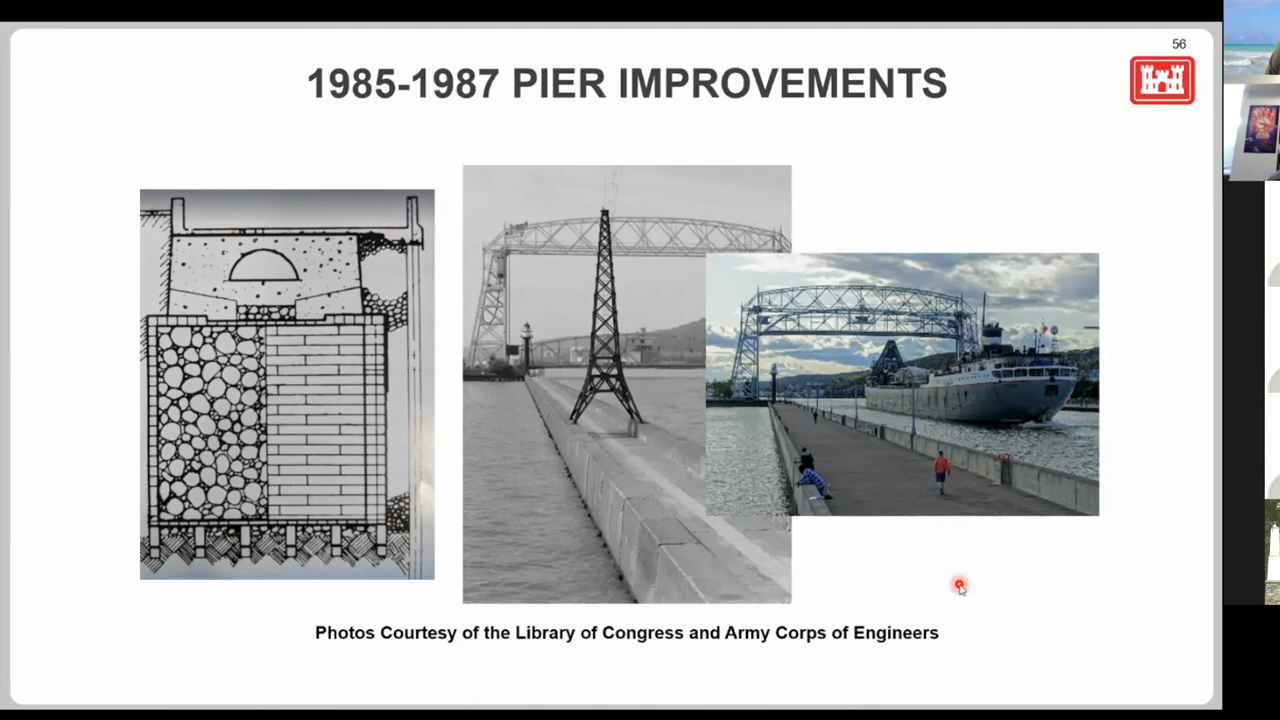 56
1985-1987 PIER IMPROVEMENTS
Photos Courtesy of the Library of Congress and Army Corps of Engineers